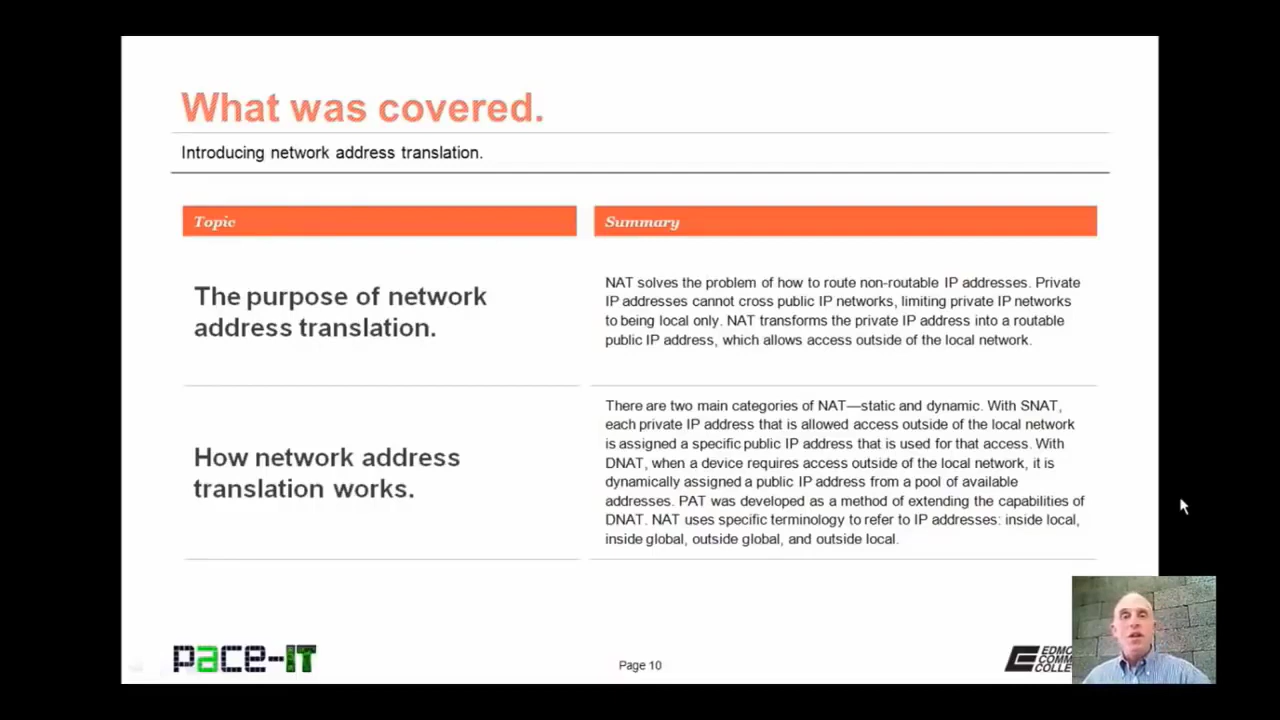 What was covered.
Introducing network address translation.
Topic
Summary
The purpose of network
address translation.
NAT solves the problem of how to route non-routable IP addresses. Private
IP addresses cannot cross public IP networks, limiting private IP networks
to being local only. NAT transforms the private IP address into a routable
public IP address, which allows access outside of the local network.
How network address
translation works.
There are two main categories of NAT—static and dynamic. With SNAT,
each private IP address that is allowed access outside of the local network
is assigned a specific public IP address that is used for that access. With
DNAT, when a device requires access outside of the local network, it is
dynamically assigned a public IP address from a pool of available
addresses. PAT was developed as a method of extending the capabilities of
DNAT. NAT uses specific terminology to refer to IP addresses: inside local,
inside global, outside global, and outside local.
pace-IT
Page 10